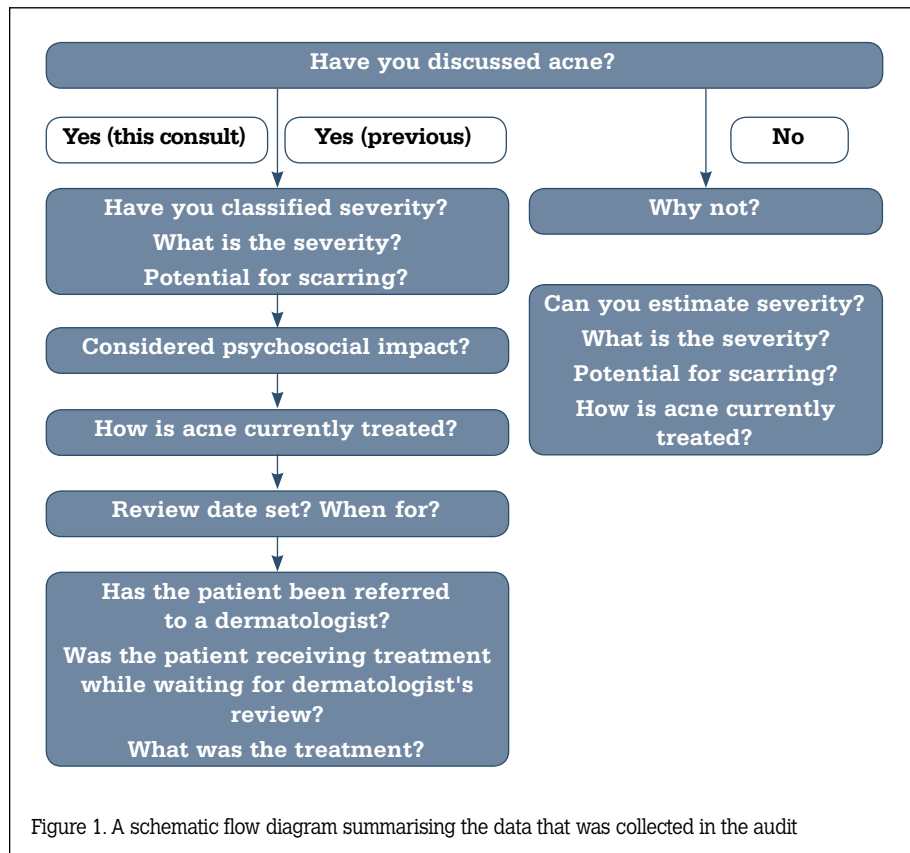 Have you discussed acne?
Yes (this consult)
Yes (previous)
No
Have you classified severity?
What is the severity?
Potential for scarring?
Why not?
Can you estimate severity?
What is the severity?
Potential for scarring?
How is acne currently
treated?
Considered psychosocial impact?
How is acne currently treated?
Review date set? When for?
Has the patient been referred
to a dermatologist?
Was the patient receiving treatment
while waiting for dermatologist's
review?
What was the treatment?
Figure 1. A schematic flow diagram summarising the data that was collected in the audit